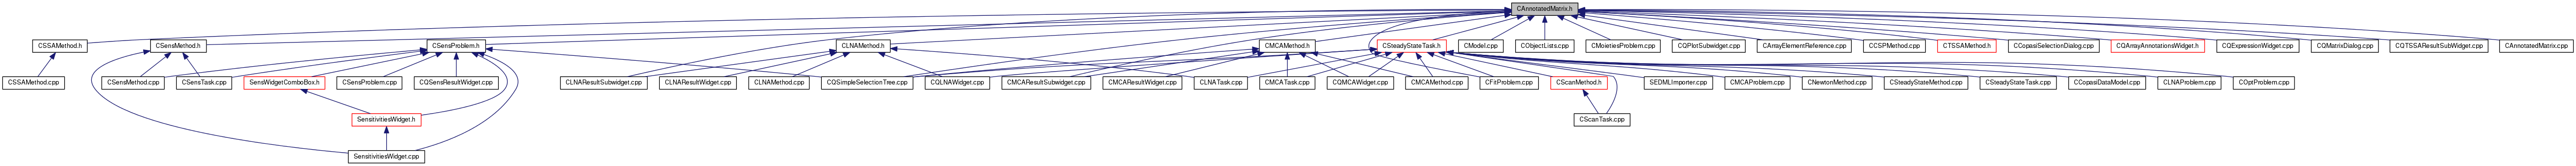 CAnnotatedMatrix.h
CSSAMethod.h
CSensMethod.h
CSensProblem.h
CLNAMethod.h
CMCAMethod.h
CSteadyStateTask.h
CModel.cpp
CObjectLists.cpp
CMoietiesProblem.cpp
CQPlotSubwidget.cpp
CArrayElementReference.cpp
CCSPMethod.cpp
CTSSAMethod.h
CCopasiSelectionDialog.cpp
CQArrayAnnotationsWidget.h
CQExpressionWidget.cpp
CQMatrixDialog.cpp
CQTSSAResultSubWidget.cpp
CAnnotatedMatrix.cpp
CSSAMethod.cpp
CSensMethod.cpp
CSensTask.cpp
SensWidgetComboBox.h
CSensProblem.cpp
CQSensResultWidget.cpp
CLNAResultSubwidget.cpp
CLNAResultWidget.cpp
CLNAMethod.cpp
CQSimpleSelectionTree.cpp
CQLNAWidget.cpp
CMCAResultSubwidget.cpp
CMCAResultWidget.cpp
CLNATask.cpp
CMCATask.cpp
CQMCAWidget.cpp
CMCAMethod.cpp
CFitProblem.cpp
CScanMethod.h
SEDMLImporter.cpp
CMCAProblem.cpp
CNewtonMethod.cpp
CSteadyStateMethod.cpp
CSteadyStateTask.cpp
CCopasiDataModel.cpp
CLNAProblem.cpp
COptProblem.cpp
SensitivitiesWidget.h
CScanTask.cpp
SensitivitiesWidget.cpp